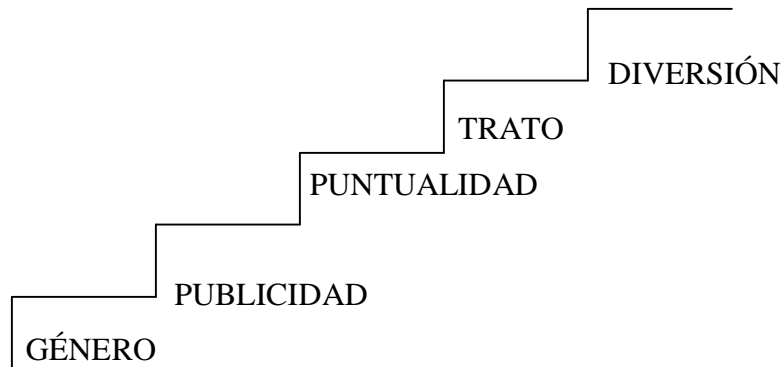 DIVERSIÓN
TRATO
PUNTUALIDAD
PUBLICIDAD
GÉNERO